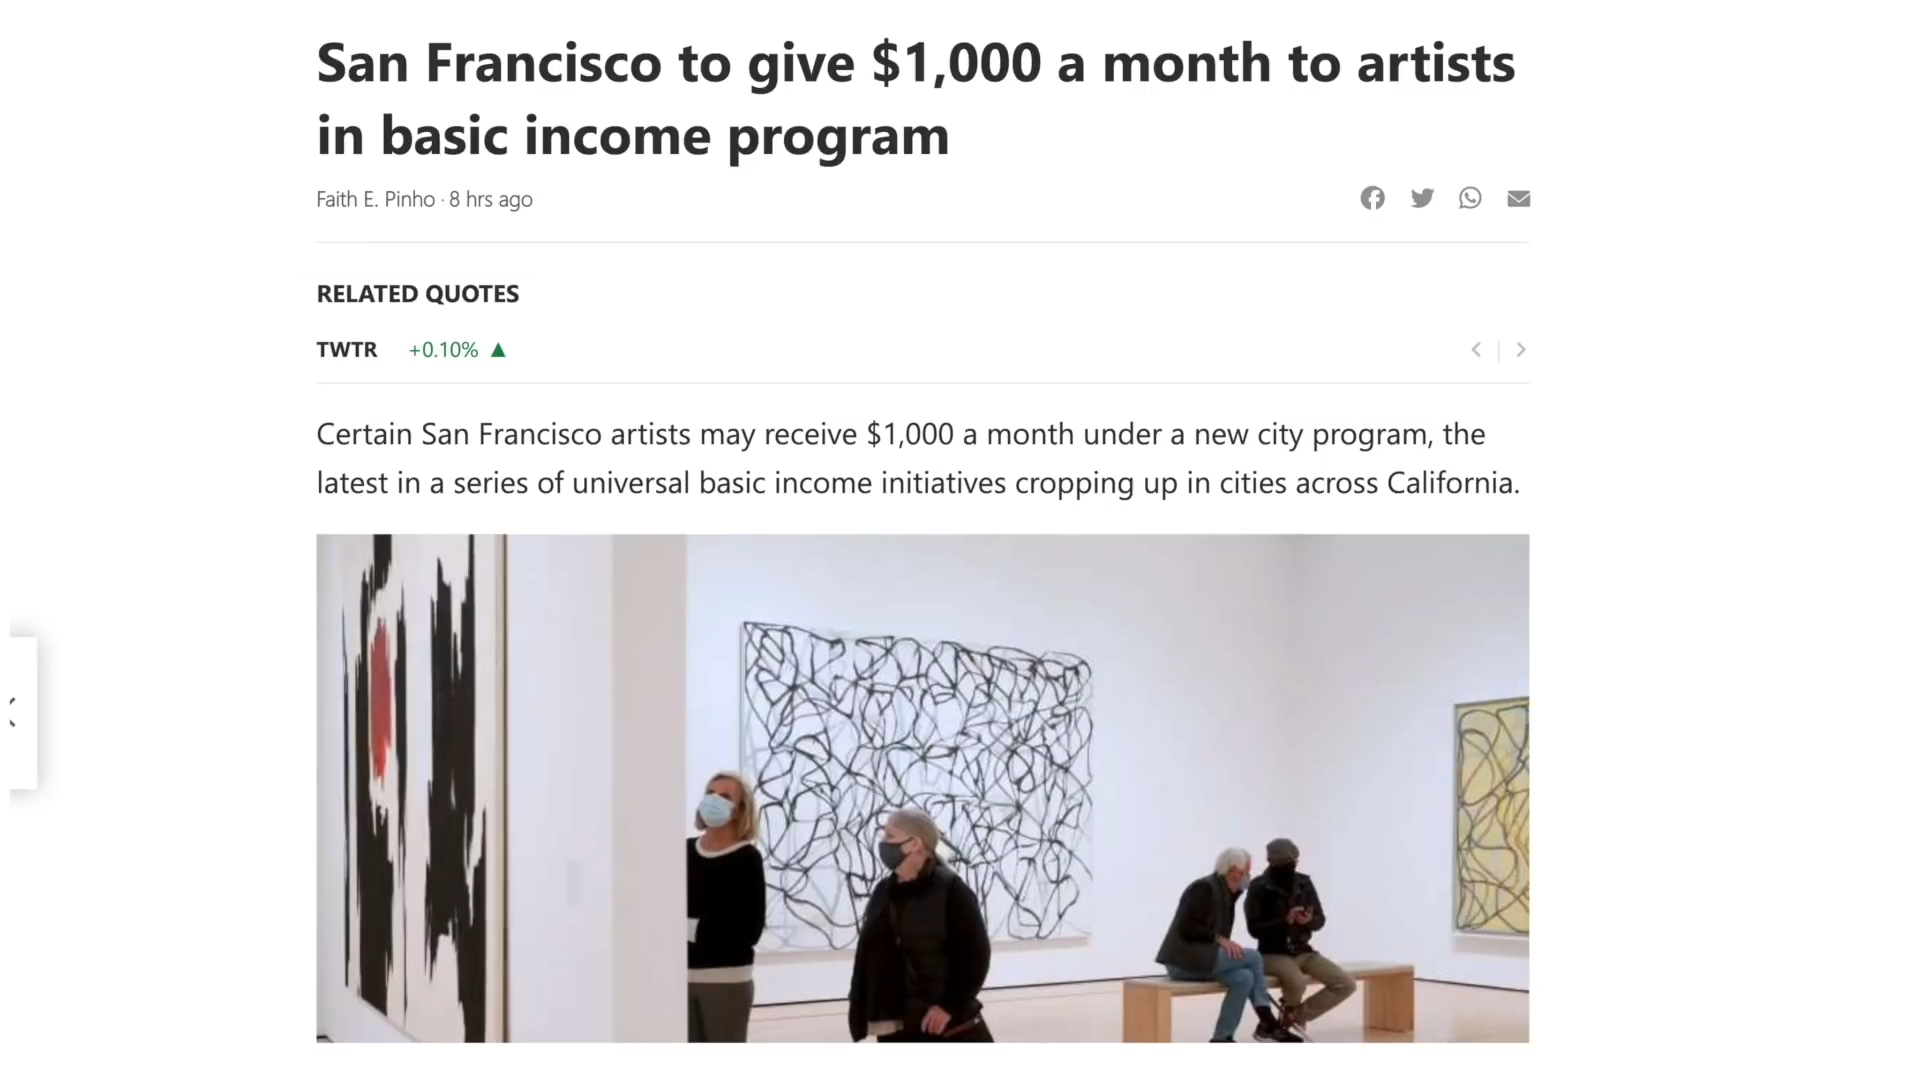 San Francisco to give $1,000 a month to artists
in basic income program
Faith E. Pinho · 8 hrs ago
RELATED QUOTES
TWTR +0.10% ▲
Certain San Francisco artists may receive $1,000 a month under a new city program, the
latest in a series of universal basic income initiatives cropping up in cities across California.